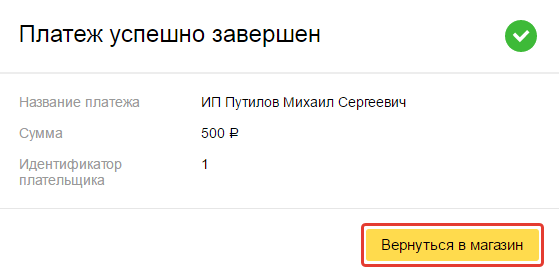 Платеж успешно завершен
Название платежа ИП Путилов Михаил Сергеевич
Сумма 500 ₽
Идентификатор 1
плательщика
Вернуться в магазин